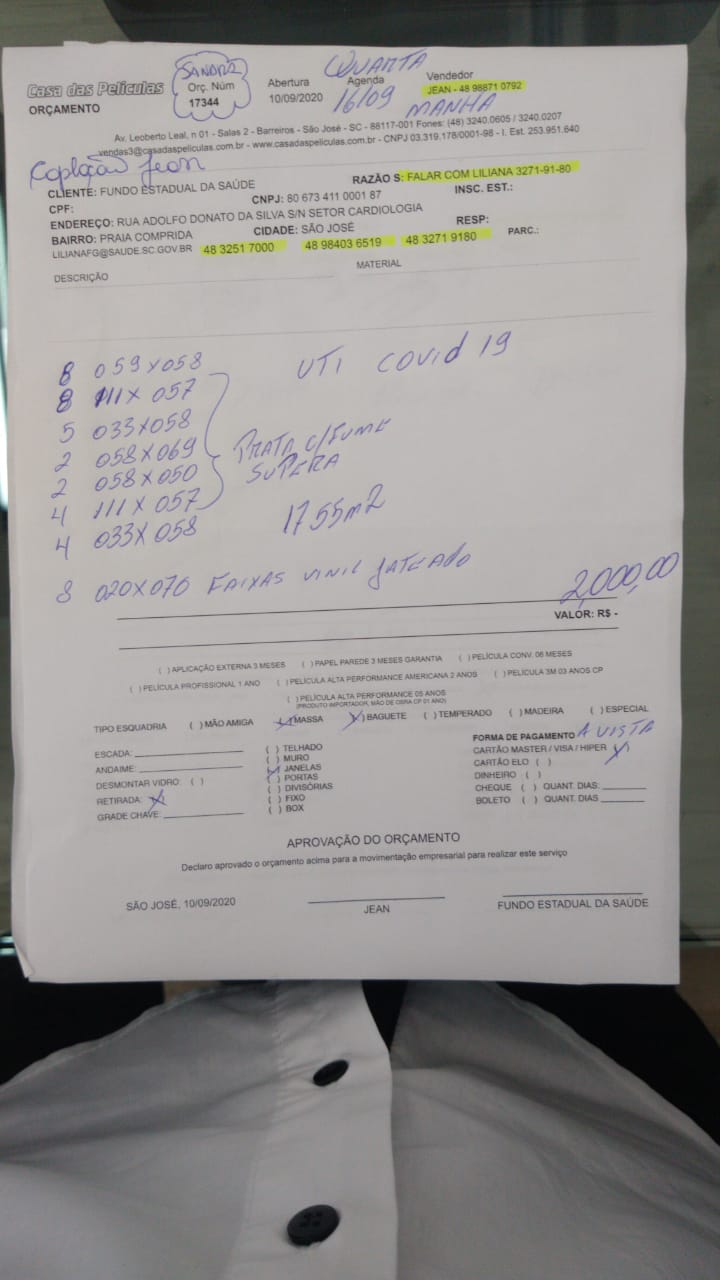 Casa das Películas
ORÇAMENTO
SANDRA
Orç. Núm
17344
Abertura
10/09/2020
QUARTA
Agenda
16/09
MANHA
Vendedor
JEAN - 48 98871 0792
Av. Leoberto Leal, n 01 - Salas 2 - Barreiros - São José - SC - 88117-001 Fones: (48) 3240.0605 / 3240.0207
vendas3@casadaspeliculas.com.br - www.casadaspeliculas.com.br - CNPJ 03.319.178/0001-98 - I. Est. 253.951.640
Jean
CLIENTE: FUNDO ESTADUAL DA SAÚDE
RAZÃO S: FALAR COM LILIANA 3271-91-80
CPF:
CNPJ: 80 673 411 0001 87
INSC. EST.:
ENDEREÇO: RUA ADOLFO DONATO DA SILVA S/N SETOR CARDIOLOGIA
BAIRRO: PRAIA COMPRIDA
CIDADE: SÃO JOSÉ
RESP:
PARC.:
LILIANAFG@SAUDE.SC.GOV.BR
48 3251 7000
48 98403 6519
48 3271 9180
DESCRIÇÃO
MATERIAL
8 059X058
UTI COVID 19
8 111X 057
5 033X058
2 058X069
PRATA C/FUME
2 058X050
SUPERA
4 111X 057
4 033X 058
17 55m2
8 020X070 FAIXAS VINIL JATEADO
2,000,00
VALOR: R$ -
( ) APLICAÇÃO EXTERNA 3 MESES ( ) PAPEL PAREDE 3 MESES GARANTIA ( ) PELÍCULA CONV. 06 MESES
( ) PELÍCULA PROFISSIONAL 1 ANO ( ) PELÍCULA ALTA PERFORMANCE AMERICANA 2 ANOS ( ) PELÍCULA 3M 03 ANOS CP
( ) PELÍCULA ALTA PERFORMANCE 05 ANOS
(PRODUTO IMPORTADOR, MÃO DE OBRA CP 01 ANO)
TIPO ESQUADRIA ( ) MÃO AMIGA (X) MASSA (X) BAGUETE ( ) TEMPERADO ( ) MADEIRA ( ) ESPECIAL
ESCADA:
ANDAIME:
DESMONTAR VIDRO: ( )
RETIRADA: X
GRADE CHAVE:
( ) TELHADO
( ) MURO
(X) JANELAS
( ) PORTAS
( ) DIVISÓRIAS
( ) FIXO
( ) BOX
FORMA DE PAGAMENTO A VISTA
CARTÃO MASTER / VISA / HIPER (X)
CARTÃO ELO ( )
DINHEIRO ( )
CHEQUE ( ) QUANT. DIAS:
BOLETO ( ) QUANT. DIAS
APROVAÇÃO DO ORÇAMENTO
Declaro aprovado o orçamento acima para a movimentação empresarial para realizar este serviço
SÃO JOSÉ, 10/09/2020
JEAN
FUNDO ESTADUAL DA SAÚDE